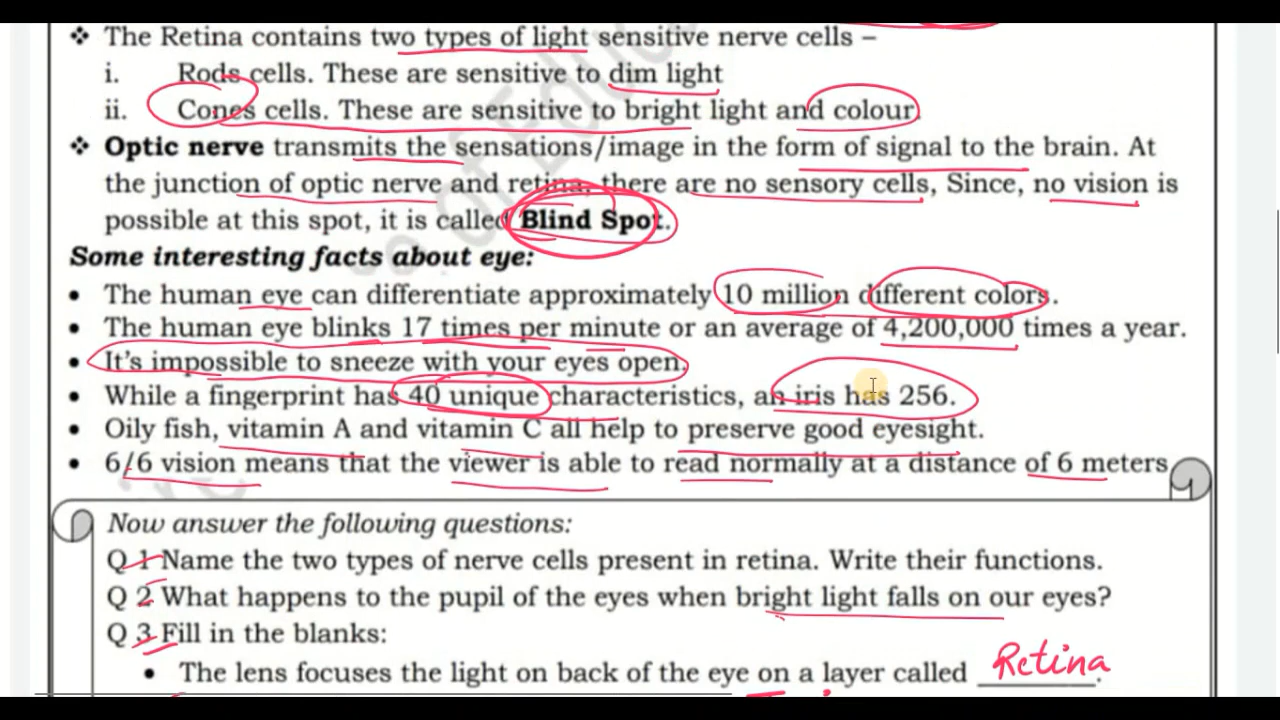 ❖ The Retina contains two types of light sensitive nerve cells –
i. Rods cells. These are sensitive to dim light
ii. Cones cells. These are sensitive to bright light and colour.
❖ Optic nerve transmits the sensations/image in the form of signal to the brain. At
the junction of optic nerve and retina, there are no sensory cells, Since, no vision is
possible at this spot, it is called Blind Spot.
Some interesting facts about eye:
• The human eye can differentiate approximately 10 million different colors.
• The human eye blinks 17 times per minute or an average of 4,200,000 times a year.
• It's impossible to sneeze with your eyes open.
• While a fingerprint has 40 unique characteristics, an iris has 256.
• Oily fish, vitamin A and vitamin C all help to preserve good eyesight.
• 6/6 vision means that the viewer is able to read normally at a distance of 6 meters
Now answer the following questions:
Q 1 Name the two types of nerve cells present in retina. Write their functions.
Q 2 What happens to the pupil of the eyes when bright light falls on our eyes?
Q 3 Fill in the blanks:
• The lens focuses the light on back of the eye on a layer called Retina.